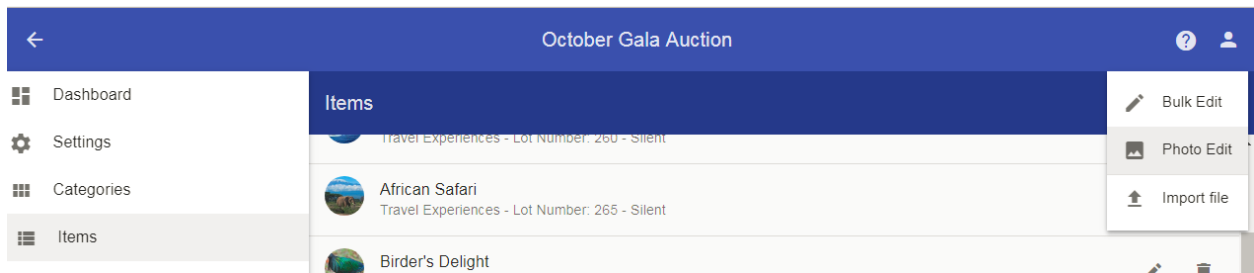 October Gala Auction
Dashboard
Settings
Categories
Items
Items
Travel Experiences - Lot Number: 260 - Silent
African Safari
Travel Experiences - Lot Number: 265 - Silent
Birder's Delight
Bulk Edit
Photo Edit
Import file